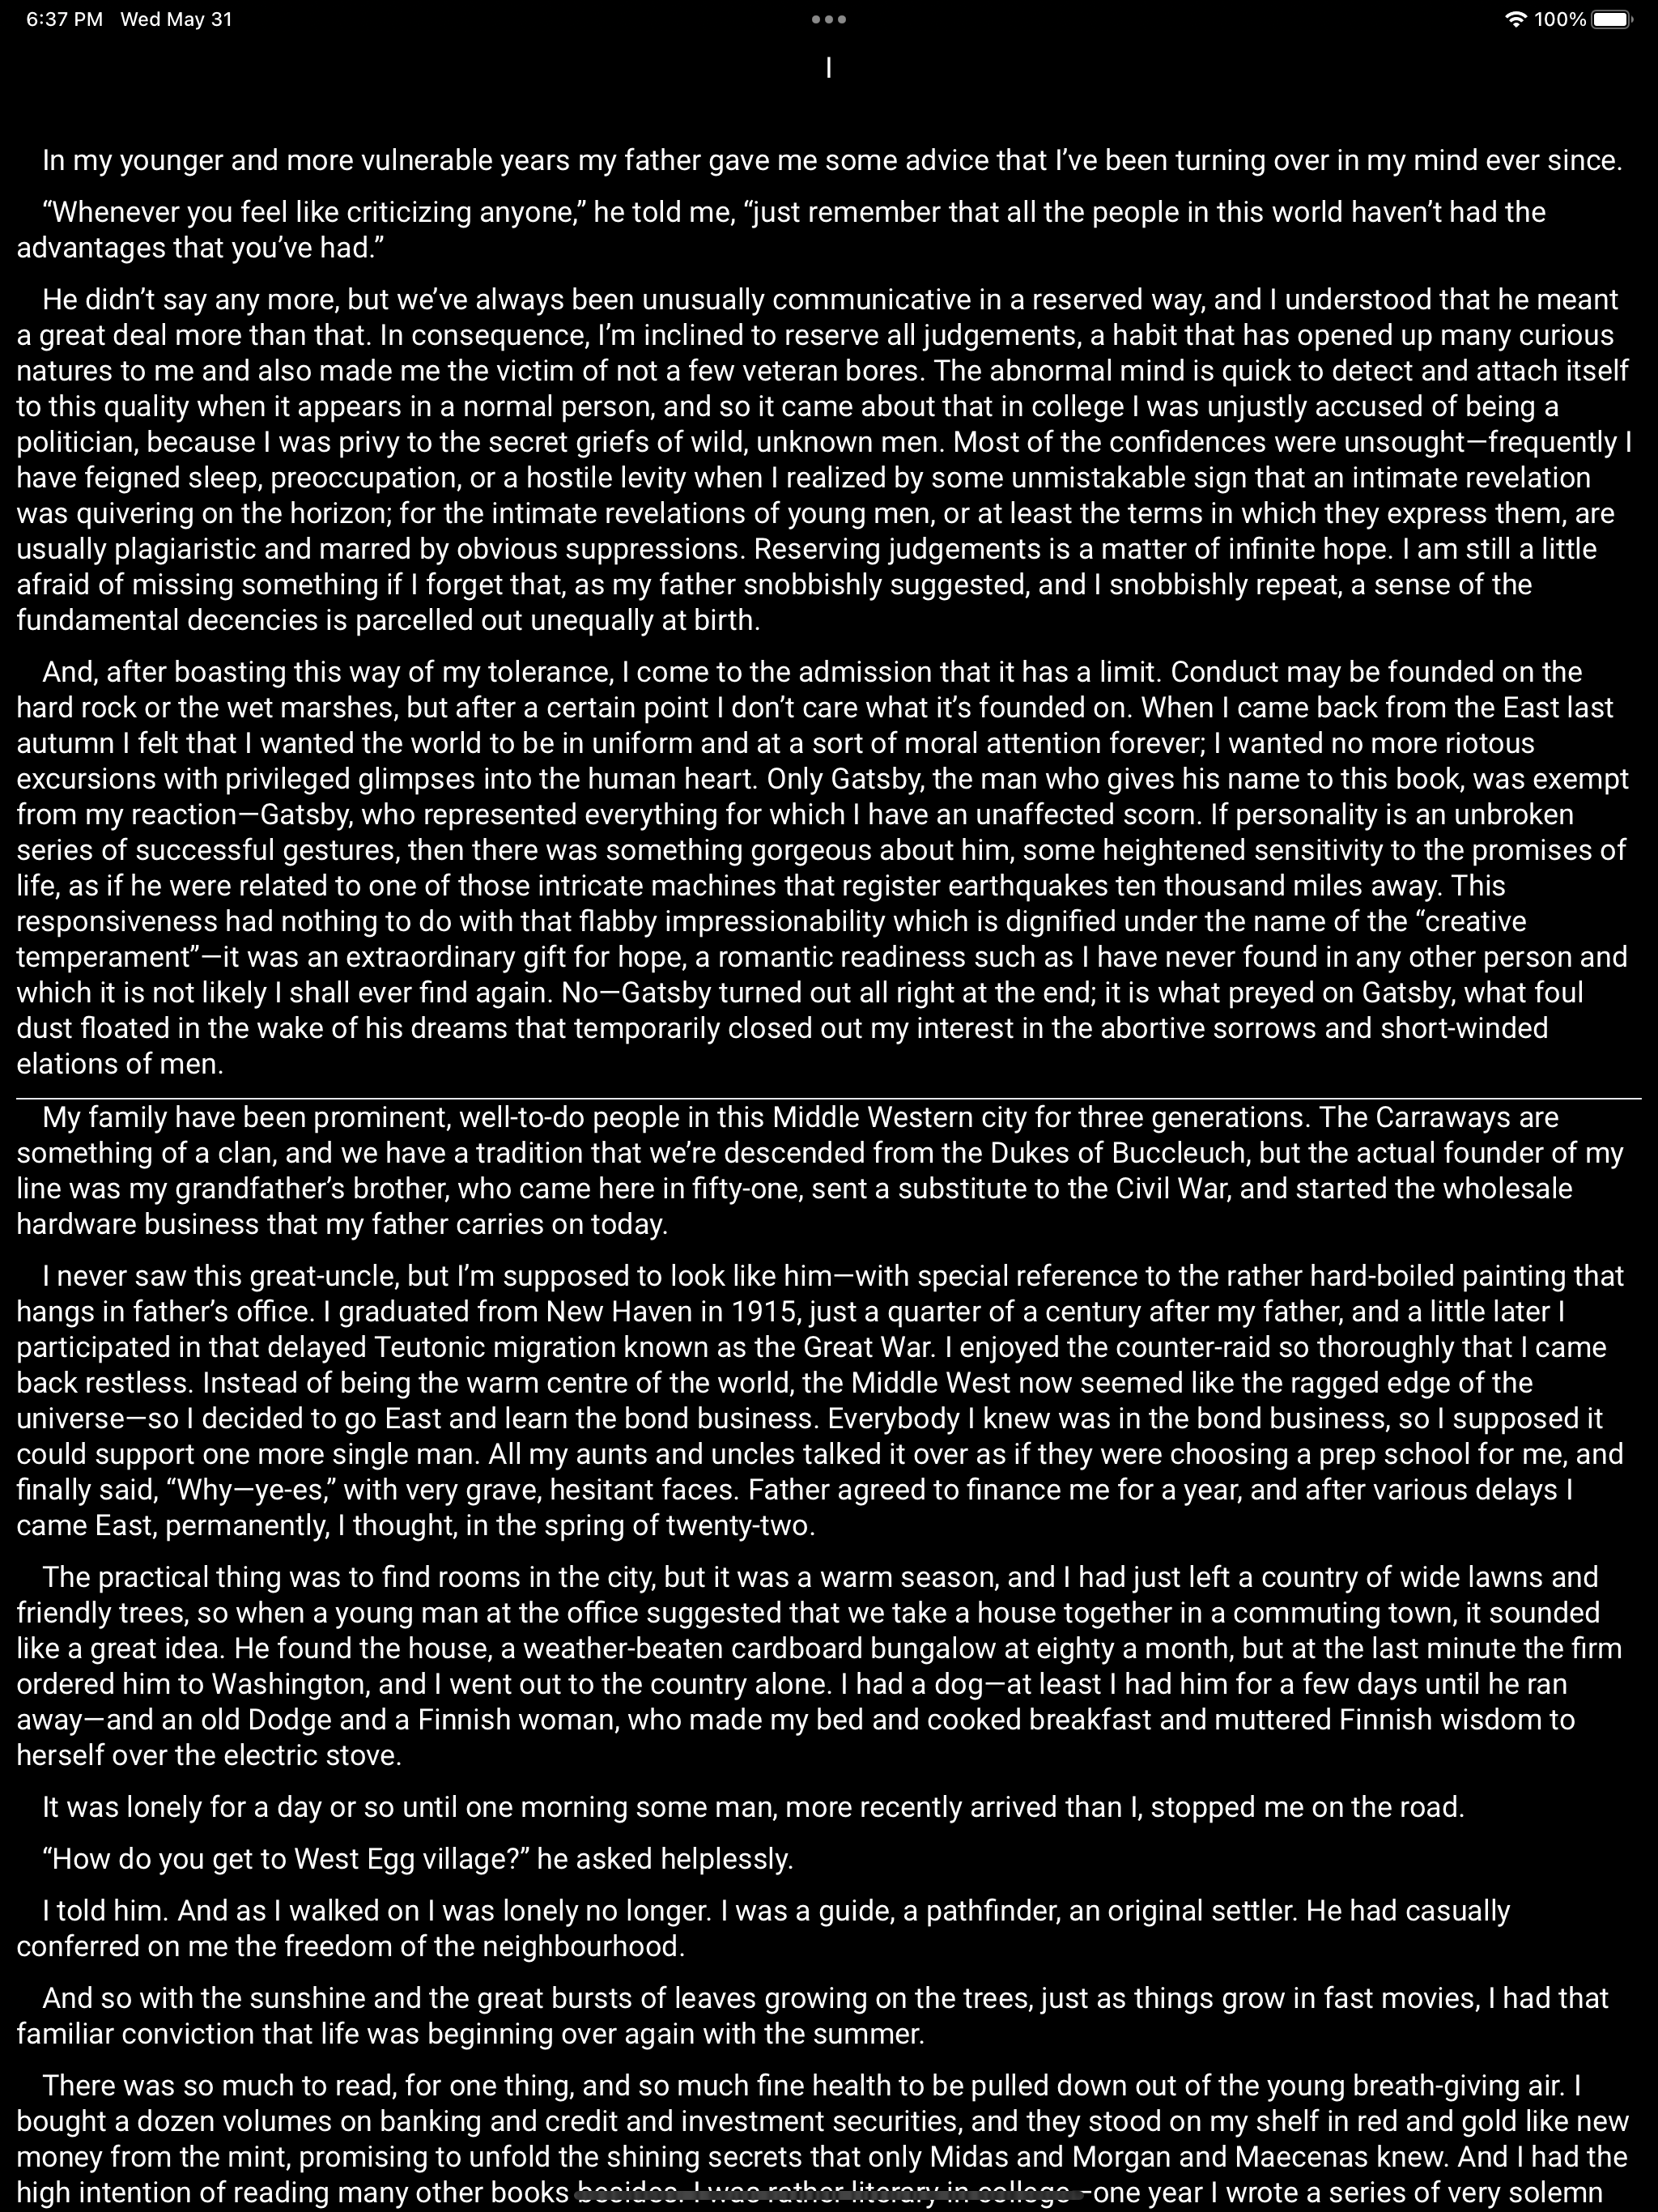 6:37 PM Wed May 31
100%
I
In my younger and more vulnerable years my father gave me some advice that I’ve been turning over in my mind ever since.
“Whenever you feel like criticizing anyone,” he told me, “just remember that all the people in this world haven’t had the
advantages that you’ve had.”
He didn’t say any more, but we’ve always been unusually communicative in a reserved way, and I understood that he meant
a great deal more than that. In consequence, I’m inclined to reserve all judgements, a habit that has opened up many curious
natures to me and also made me the victim of not a few veteran bores. The abnormal mind is quick to detect and attach itself
to this quality when it appears in a normal person, and so it came about that in college I was unjustly accused of being a
politician, because I was privy to the secret griefs of wild, unknown men. Most of the confidences were unsought—frequently I
have feigned sleep, preoccupation, or a hostile levity when I realized by some unmistakable sign that an intimate revelation
was quivering on the horizon; for the intimate revelations of young men, or at least the terms in which they express them, are
usually plagiaristic and marred by obvious suppressions. Reserving judgements is a matter of infinite hope. I am still a little
afraid of missing something if I forget that, as my father snobbishly suggested, and I snobbishly repeat, a sense of the
fundamental decencies is parcelled out unequally at birth.
And, after boasting this way of my tolerance, I come to the admission that it has a limit. Conduct may be founded on the
hard rock or the wet marshes, but after a certain point I don’t care what it’s founded on. When I came back from the East last
autumn I felt that I wanted the world to be in uniform and at a sort of moral attention forever; I wanted no more riotous
excursions with privileged glimpses into the human heart. Only Gatsby, the man who gives his name to this book, was exempt
from my reaction—Gatsby, who represented everything for which I have an unaffected scorn. If personality is an unbroken
series of successful gestures, then there was something gorgeous about him, some heightened sensitivity to the promises of
life, as if he were related to one of those intricate machines that register earthquakes ten thousand miles away. This
responsiveness had nothing to do with that flabby impressionability which is dignified under the name of the “creative
temperament”—it was an extraordinary gift for hope, a romantic readiness such as I have never found in any other person and
which it is not likely I shall ever find again. No—Gatsby turned out all right at the end; it is what preyed on Gatsby, what foul
dust floated in the wake of his dreams that temporarily closed out my interest in the abortive sorrows and short-winded
elations of men.
My family have been prominent, well-to-do people in this Middle Western city for three generations. The Carraways are
something of a clan, and we have a tradition that we’re descended from the Dukes of Buccleuch, but the actual founder of my
line was my grandfather’s brother, who came here in fifty-one, sent a substitute to the Civil War, and started the wholesale
hardware business that my father carries on today.
I never saw this great-uncle, but I’m supposed to look like him—with special reference to the rather hard-boiled painting that
hangs in father’s office. I graduated from New Haven in 1915, just a quarter of a century after my father, and a little later I
participated in that delayed Teutonic migration known as the Great War. I enjoyed the counter-raid so thoroughly that I came
back restless. Instead of being the warm centre of the world, the Middle West now seemed like the ragged edge of the
universe—so I decided to go East and learn the bond business. Everybody I knew was in the bond business, so I supposed it
could support one more single man. All my aunts and uncles talked it over as if they were choosing a prep school for me, and
finally said, “Why—ye-es,” with very grave, hesitant faces. Father agreed to finance me for a year, and after various delays I
came East, permanently, I thought, in the spring of twenty-two.
The practical thing was to find rooms in the city, but it was a warm season, and I had just left a country of wide lawns and
friendly trees, so when a young man at the office suggested that we take a house together in a commuting town, it sounded
like a great idea. He found the house, a weather-beaten cardboard bungalow at eighty a month, but at the last minute the firm
ordered him to Washington, and I went out to the country alone. I had a dog—at least I had him for a few days until he ran
away—and an old Dodge and a Finnish woman, who made my bed and cooked breakfast and muttered Finnish wisdom to
herself over the electric stove.
It was lonely for a day or so until one morning some man, more recently arrived than I, stopped me on the road.
“How do you get to West Egg village?” he asked helplessly.
I told him. And as I walked on I was lonely no longer. I was a guide, a pathfinder, an original settler. He had casually
conferred on me the freedom of the neighbourhood.
And so with the sunshine and the great bursts of leaves growing on the trees, just as things grow in fast movies, I had that
familiar conviction that life was beginning over again with the summer.
There was so much to read, for one thing, and so much fine health to be pulled down out of the young breath-giving air. I
bought a dozen volumes on banking and credit and investment securities, and they stood on my shelf in red and gold like new
money from the mint, promising to unfold the shining secrets that only Midas and Morgan and Maecenas knew. And I had the
high intention of reading many other books besides. I was rather literary in college—one year I wrote a series of very solemn